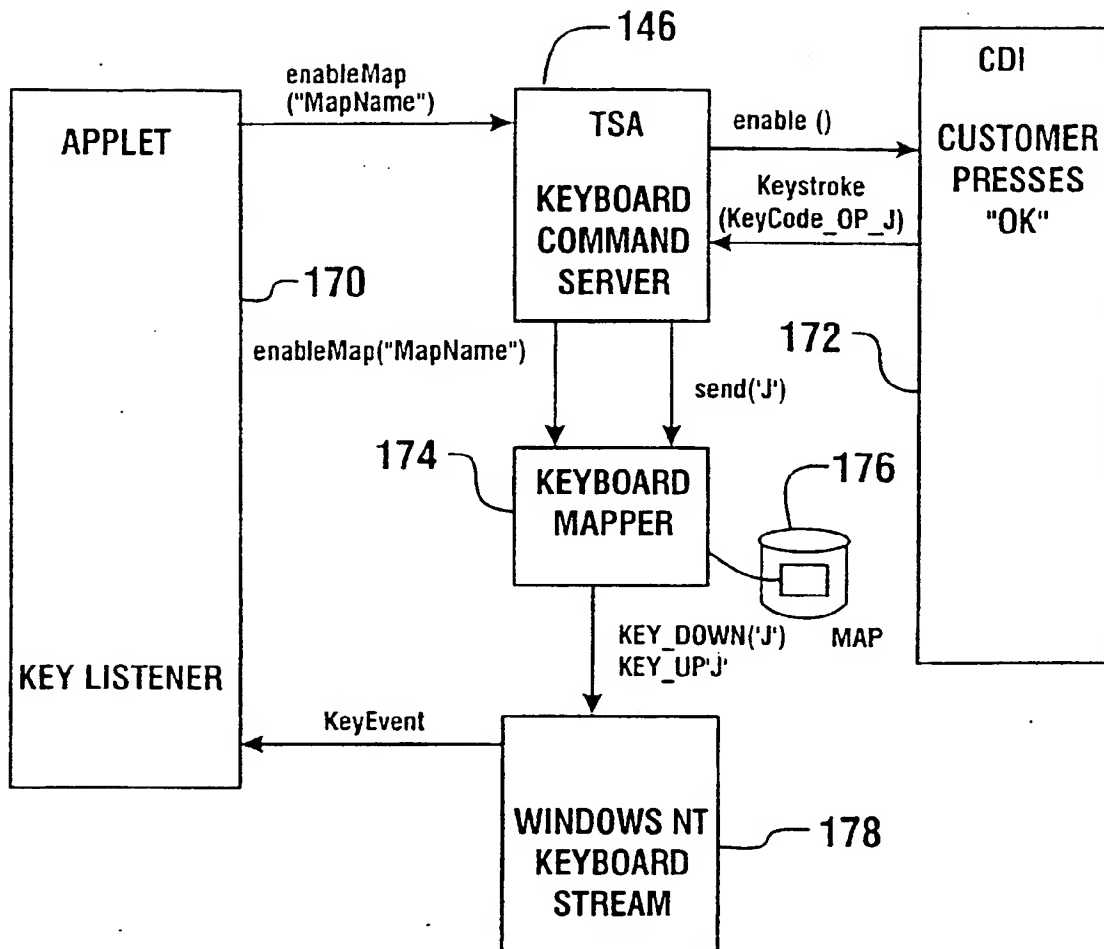 146
enableMap
("MapName")
APPLET
TSA
KEYBOARD
COMMAND
SERVER
enable ()
Keystroke
(KeyCode_OP_J)
CDI
CUSTOMER
PRESSES
"OK"
170
172
enableMap("MapName")
send('J')
174
KEYBOARD
MAPPER
176
MAP
KEY_DOWN('J')
KEY_UP'J'
KEY LISTENER
KeyEvent
WINDOWS NT
KEYBOARD
STREAM
178